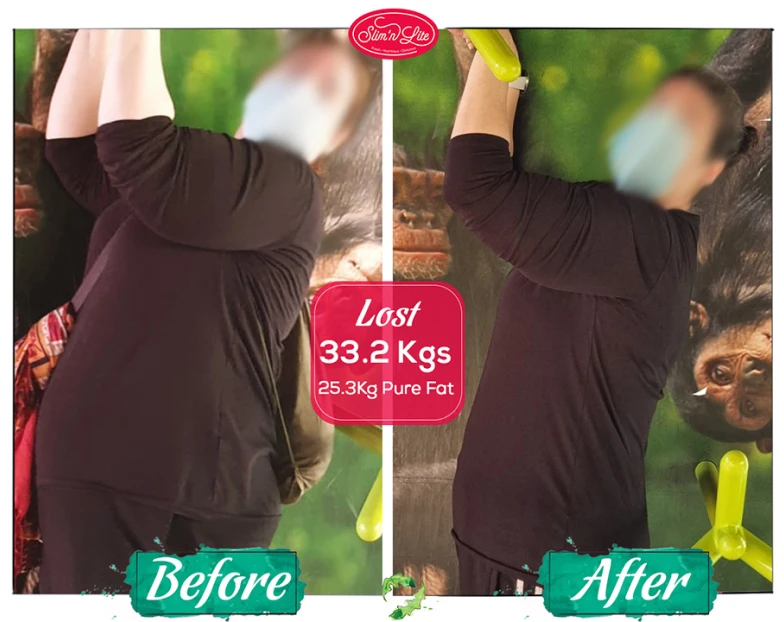 Slim'n Lite
Lost
33.2 Kgs
25.3Kg Pure Fat
Before
After